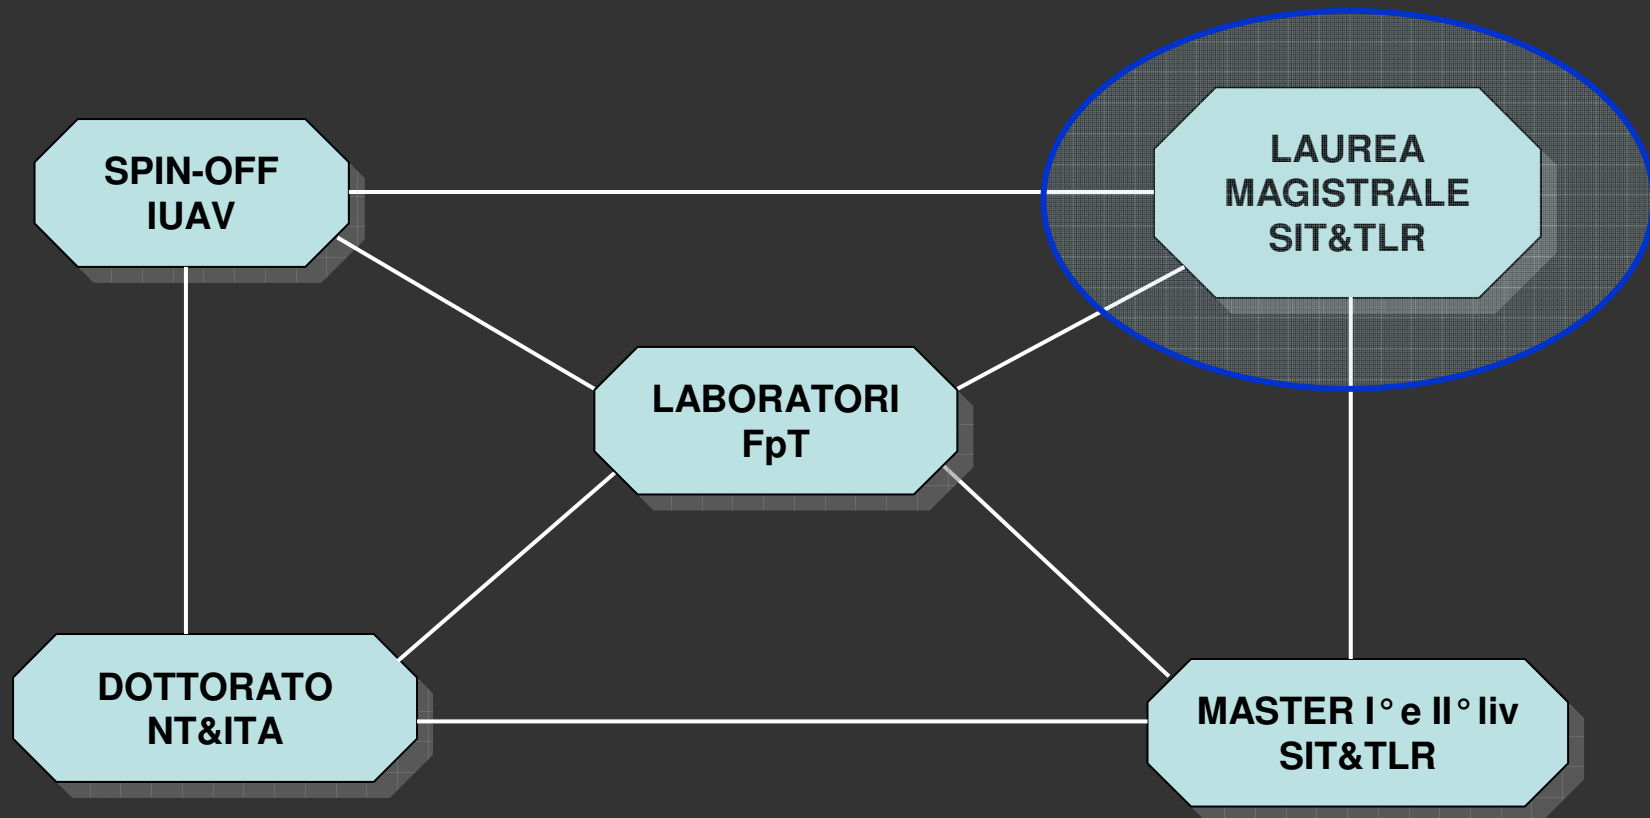 SPIN-OFF
IUAV
LAUREA
MAGISTRALE
SIT&TLR
LABORATORI
FpT
DOTTORATO
NT&ITA
MASTER I° e II° liv
SIT&TLR